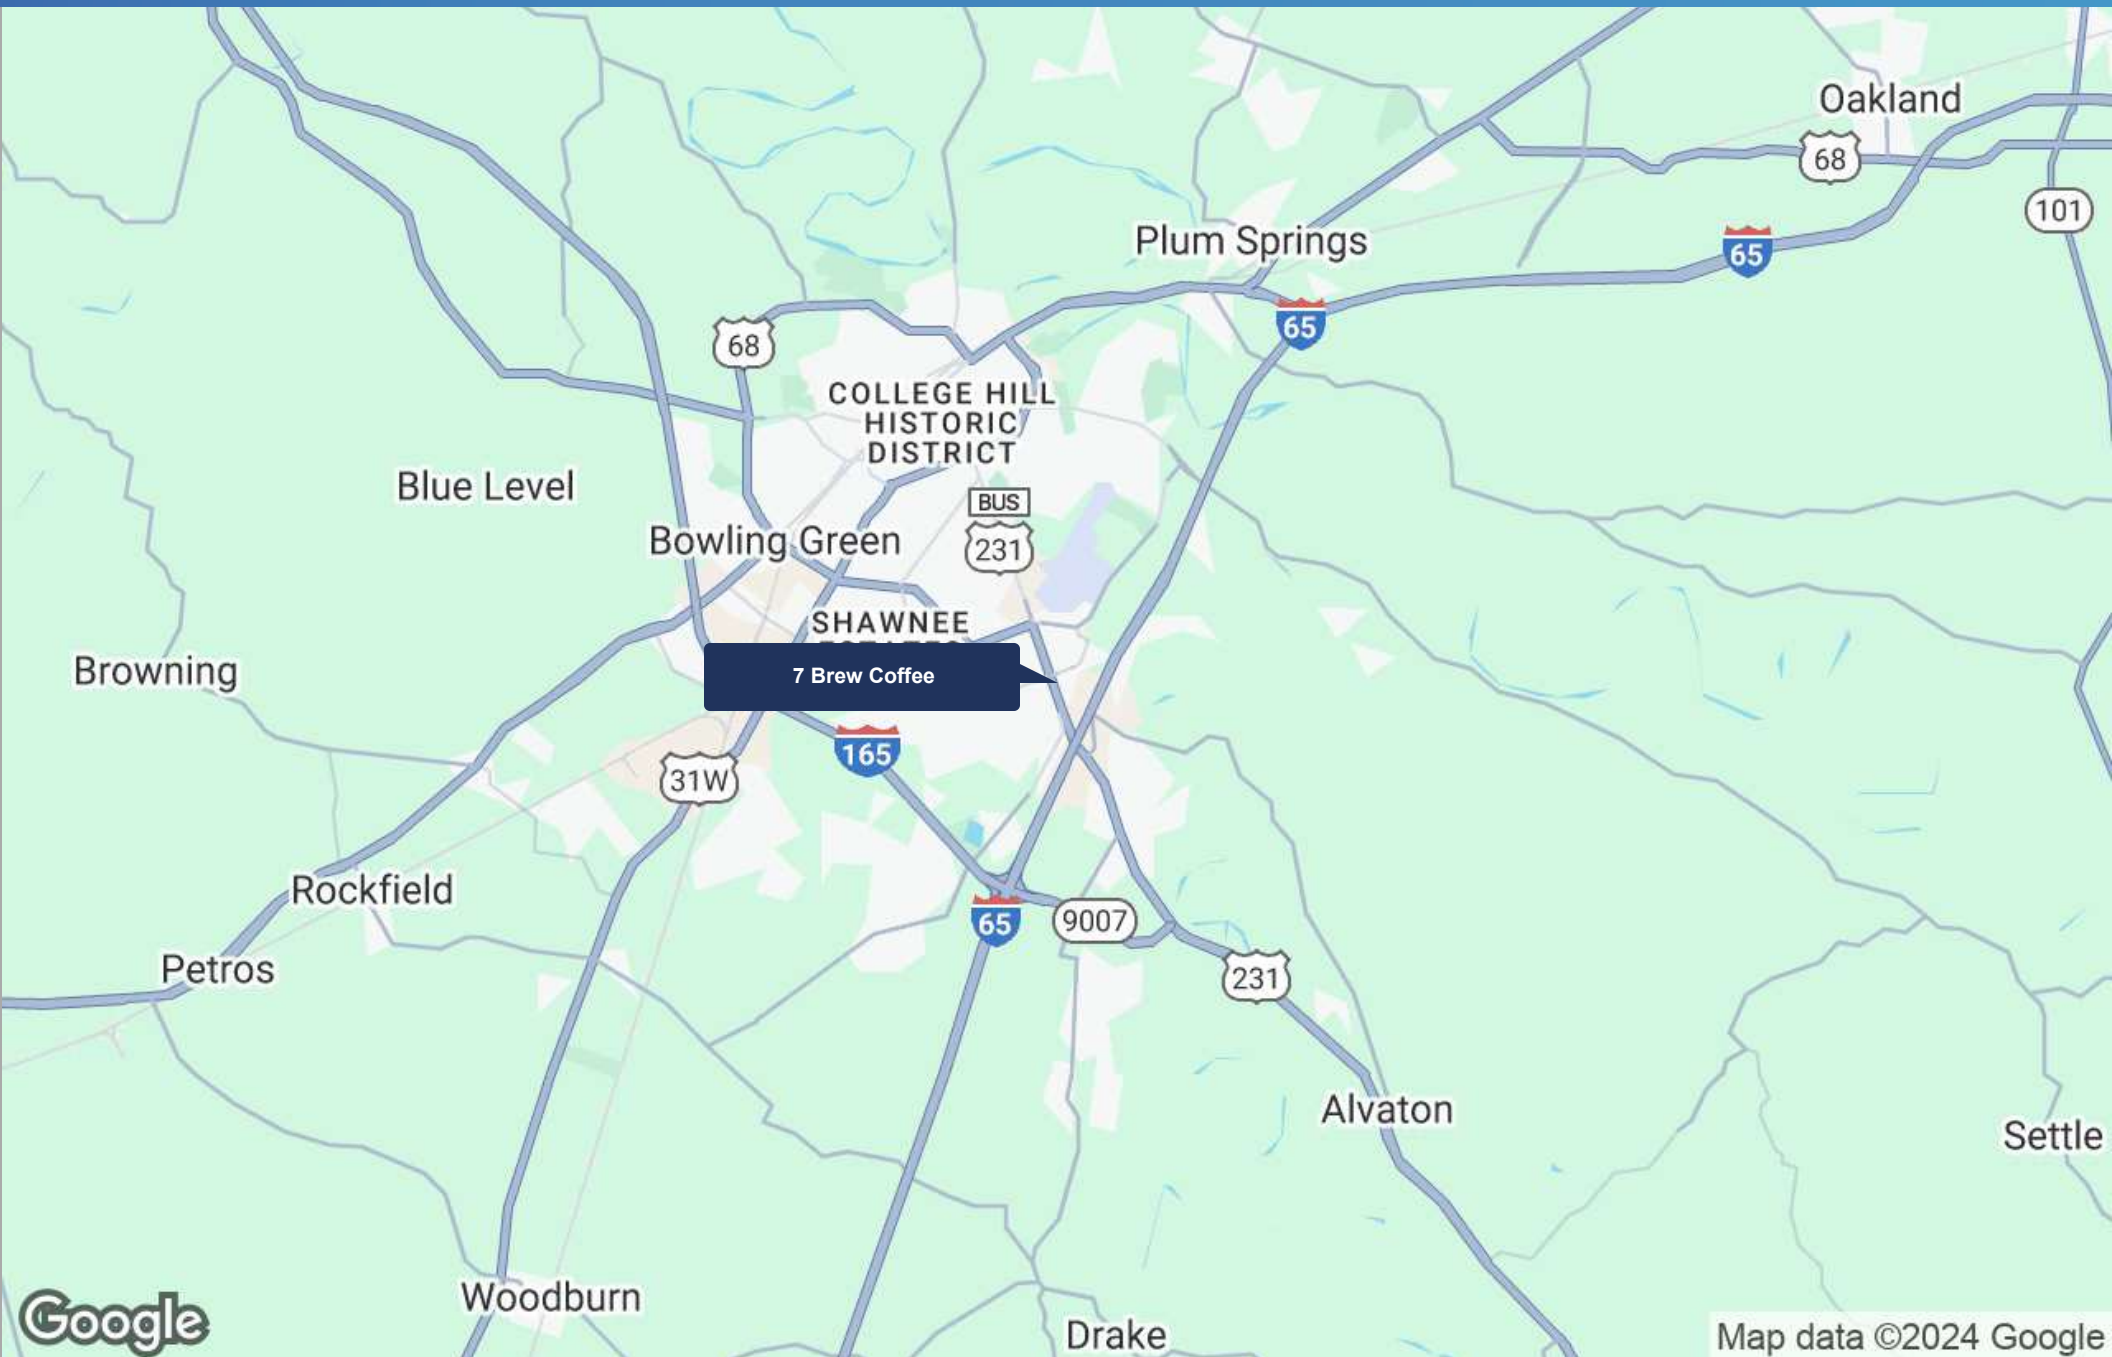 Oakland
68
101
Plum Springs
65
65
68
COLLEGE HILL
HISTORIC
DISTRICT
Blue Level
BUS
231
Bowling Green
SHAWNEE
Browning
7 Brew Coffee
165
31W
Rockfield
65
9007
Petros
231
Alvaton
Settle
Woodburn
Drake
Google
Map data ©2024 Google